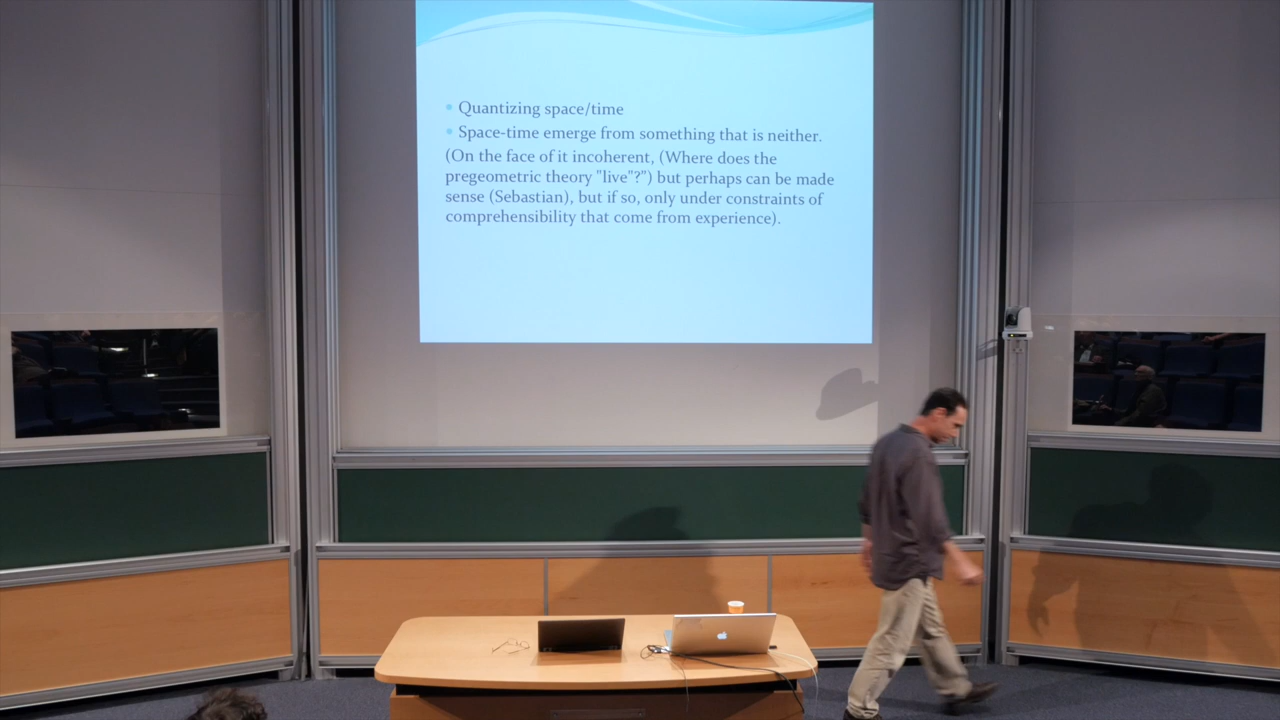 Quantizing space/time
Space-time emerge from something that is neither.
(On the face of it incoherent, (Where does the
pregeometric theory "live"?") but perhaps can be made
sense (Sebastian), but if so, only under constraints of
comprehensibility that come from experience).